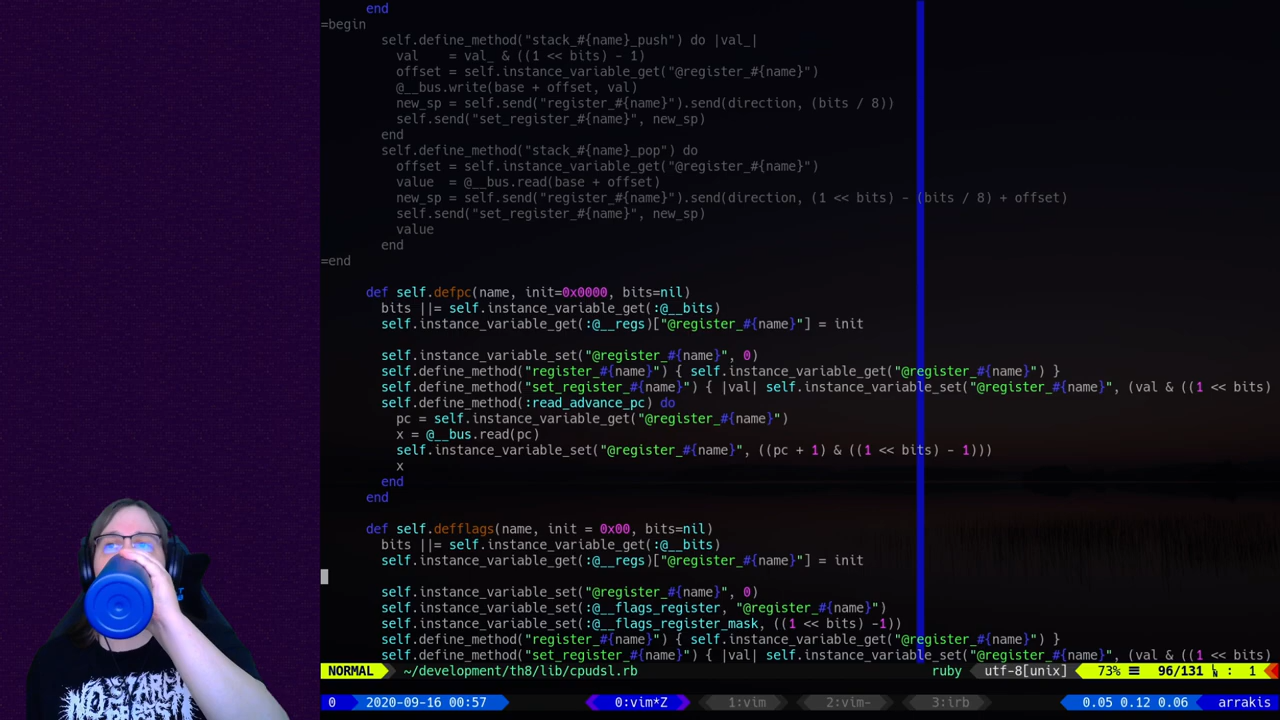 end
=begin
      self.define_method("stack_#{name}_push") do |val_|
        val    = val_ & ((1 << bits) - 1)
        offset = self.instance_variable_get("@register_#{name}")
        @__bus.write(base + offset, val)
        new_sp = self.send("register_#{name}").send(direction, (bits / 8))
        self.send("set_register_#{name}", new_sp)
      end
      self.define_method("stack_#{name}_pop") do
        offset = self.instance_variable_get("@register_#{name}")
        value  = @__bus.read(base + offset)
        new_sp = self.send("register_#{name}").send(direction, (1 << bits) - (bits / 8) + offset)
        self.send("set_register_#{name}", new_sp)
        value
      end
=end
    def self.defpc(name, init=0x0000, bits=nil)
      bits ||= self.instance_variable_get(:@__bits)
      self.instance_variable_get(:@__regs)["@register_#{name}"] = init
      self.instance_variable_set("@register_#{name}", 0)
      self.define_method("register_#{name}") { self.instance_variable_get("@register_#{name}") }
      self.define_method("set_register_#{name}") { |val| self.instance_variable_set("@register_#{name}", (val & ((1 << bits)
      self.define_method(:read_advance_pc) do
        pc = self.instance_variable_get("@register_#{name}")
        x = @__bus.read(pc)
        self.instance_variable_set("@register_#{name}", ((pc + 1) & ((1 << bits) - 1)))
        x
      end
    end
    def self.defflags(name, init = 0x00, bits=nil)
      bits ||= self.instance_variable_get(:@__bits)
      self.instance_variable_get(:@__regs)["@register_#{name}"] = init
      self.instance_variable_set("@register_#{name}", 0)
      self.instance_variable_set(:@__flags_register, "@register_#{name}")
      self.instance_variable_set(:@__flags_register_mask, ((1 << bits) -1))
      self.define_method("register_#{name}") { self.instance_variable_get("@register_#{name}") }
      self.define_method("set_register_#{name}") { |val| self.instance_variable_set("@register_#{name}", (val & ((1 << bits)
NORMAL ~/development/th8/lib/cpudsl.rb ruby utf-8[unix] 73% ☰ 96/131 ㏑ : 1
0 2020-09-16 00:57 0:vim*Z 1:vim 2:vim- 3:irb 0.05 0.12 0.06 arrakis
NO STARCH
PRESS